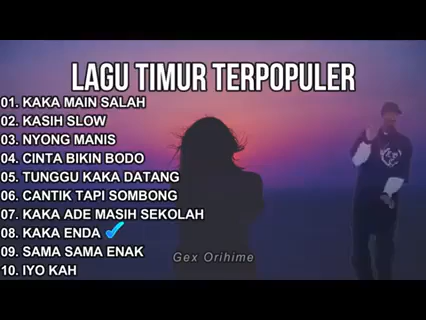 LAGU TIMUR TERPOPULER
01. KAKA MAIN SALAH
02. KASIH SLOW
03. NYONG MANIS
04. CINTA BIKIN BODO
05. TUNGGU KAKA DATANG
06. CANTIK TAPI SOMBONG
07. KAKA ADE MASIH SEKOLAH
08. KAKA ENDA
09. SAMA SAMA ENAK
10. IYO KAH
Gex Orihime